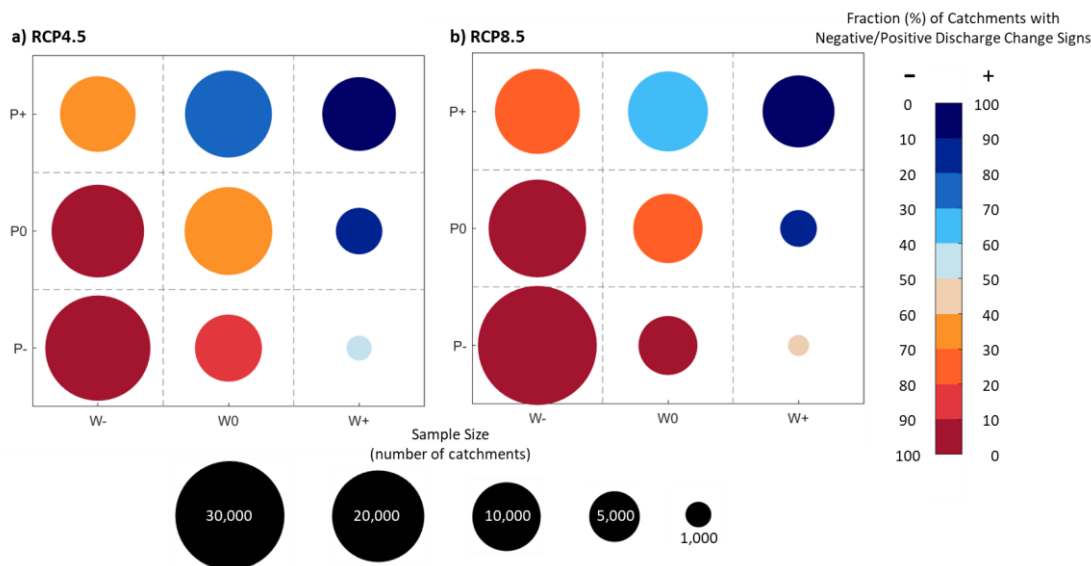 Fraction (%) of Catchments with
Negative/Positive Discharge Change Signs
a) RCP4.5
b) RCP8.5
− +
P+
P0
P-
W- W0 W+
P+
P0
P-
W- W0 W+
0 100
10 90
20 80
30 70
40 60
50 50
60 40
70 30
80 20
90 10
100 0
Sample Size
(number of catchments)
30,000 20,000 10,000 5,000 1,000